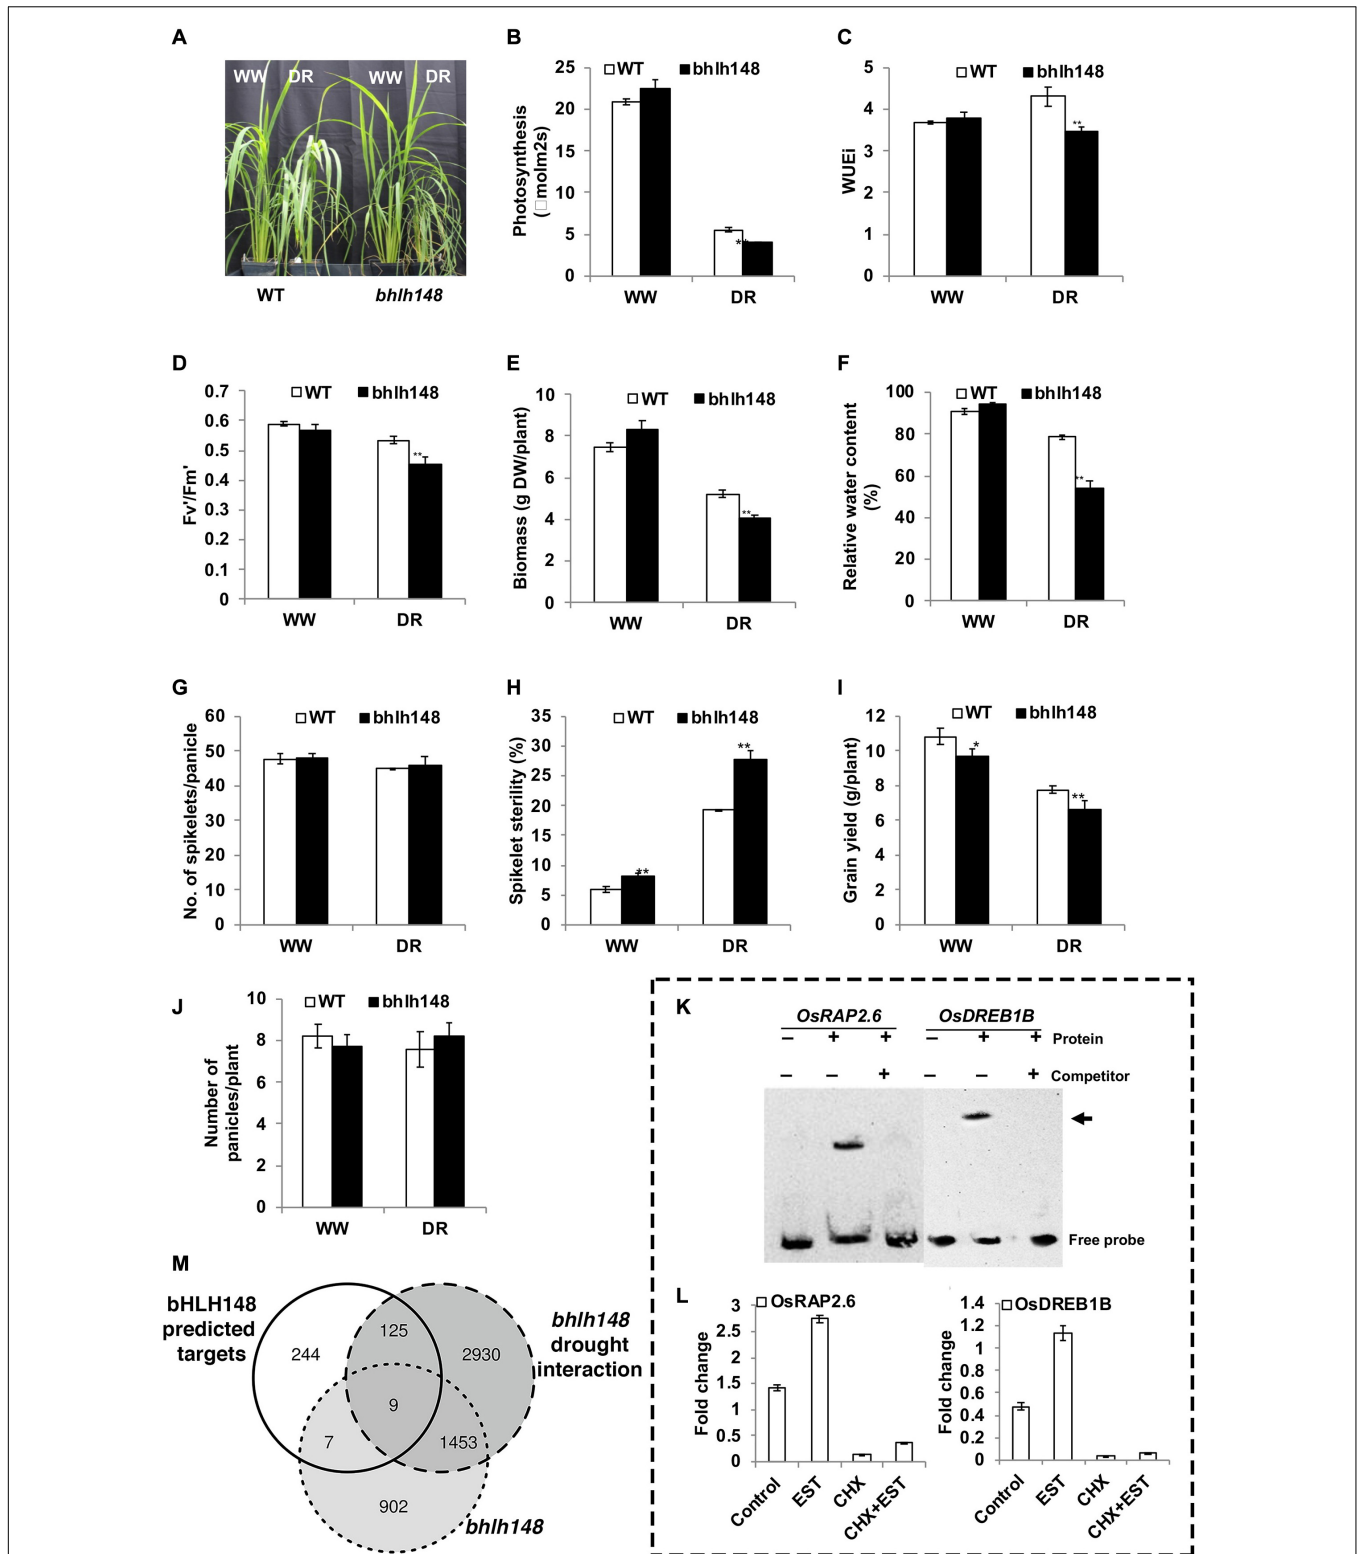 A
WW DR WW DR
WT bhlh148
B
WT bhlh148
Photosynthesis
(□molm2s)
25
20
15
10
5
0
**
WW DR
C
WT bhlh148
WUEi
5
4
3
2
1
0
**
WW DR
D
WT bhlh148
Fv'/Fm'
0.7
0.6
0.5
0.4
0.3
0.2
0.1
0
**
WW DR
E
WT bhlh148
Biomass (g DW/plant)
10
8
6
4
2
0
**
WW DR
F
WT bhlh148
Relative water content
(%)
100
80
60
40
20
0
**
WW DR
G
WT bhlh148
No. of spikelets/panicle
60
50
40
30
20
10
0
WW DR
H
WT bhlh148
Spikelet sterility (%)
35
30
25
20
15
10
5
0
**
**
WW DR
I
WT bhlh148
Grain yield (g/plant)
12
10
8
6
4
2
0
*
**
WW DR
J
WT bhlh148
Number of
panicles/plant
10
8
6
4
2
0
WW DR
K
OsRAP2.6 OsDREB1B
– + + – + + Protein
– – + – – + Competitor
Free probe
L
OsRAP2.6
Fold change
3
2.5
2
1.5
1
0.5
0
Control EST CHX CHX+EST
OsDREB1B
Fold change
1.4
1.2
1
0.8
0.6
0.4
0.2
0
Control EST CHX CHX+EST
M
bHLH148
predicted
targets
bhlh148
drought
interaction
125
244
2930
9
7
1453
902
bhlh148